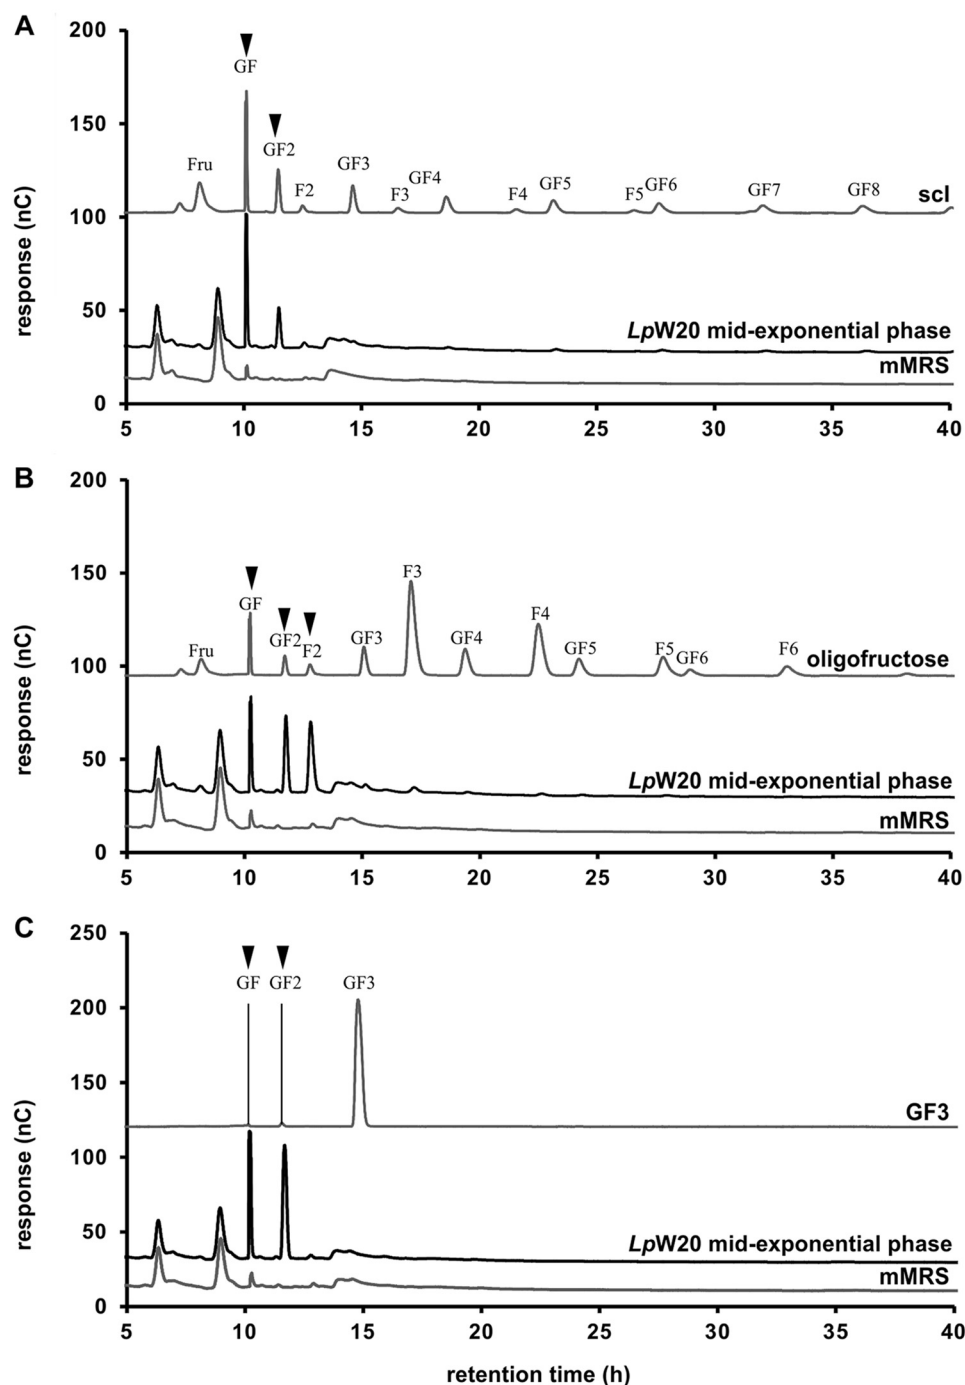 A
200
150
100
50
0
response (nC)
GF
Fru
GF2
F2
GF3
F3
GF4
F4
GF5
F5
GF6
GF7
GF8
scl
LpW20 mid-exponential phase
mMRS
5 10 15 20 25 30 35 40
B
200
150
100
50
0
response (nC)
Fru
GF
GF2
F2
GF3
F3
GF4
F4
GF5
F5
GF6
F6
oligofructose
LpW20 mid-exponential phase
mMRS
5 10 15 20 25 30 35 40
C
250
200
150
100
50
0
response (nC)
GF
GF2
GF3
GF3
LpW20 mid-exponential phase
mMRS
5 10 15 20 25 30 35 40
retention time (h)